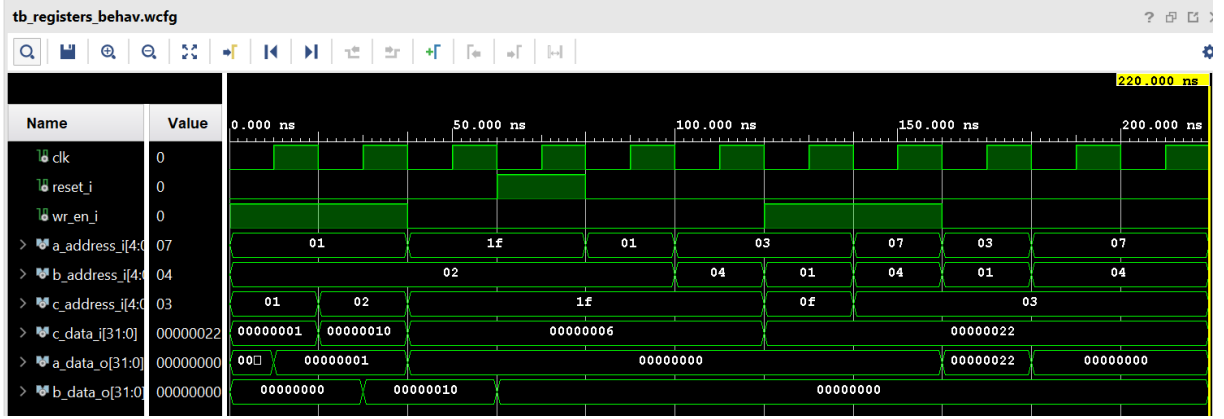 tb_registers_behav.wcfg
220.000 ns
Name Value 0.000 ns 50.000 ns 100.000 ns 150.000 ns 200.000 ns
clk 0
reset_i 0
wr_en_i 0
a_address_i[4:0 07 01 1f 01 03 07 03 07
b_address_i[4:0 04 02 04 01 04 01 04
c_address_i[4:0 03 01 02 1f 0f 03
c_data_i[31:0] 00000022 00000001 00000010 00000006 00000022
a_data_o[31:0] 00000000 00 00000001 00000000 00000022 00000000
b_data_o[31:0] 00000000 00000000 00000010 00000000